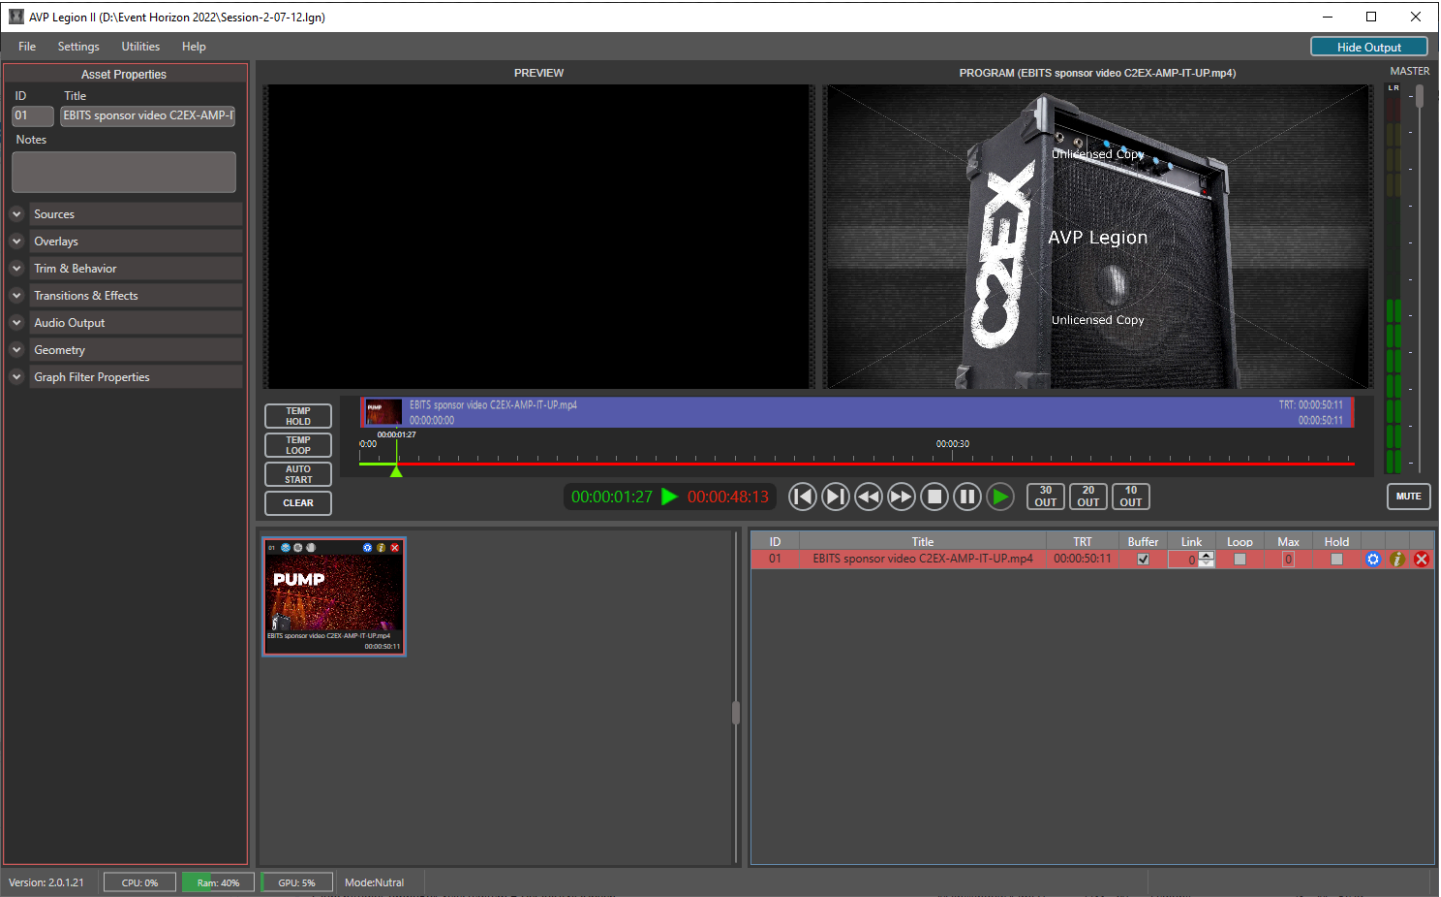 AVP Legion II (D:\Event Horizon 2022\Session-2-07-12.lgn)
File Settings Utilities Help Hide Output
Asset Properties
ID Title
01 EBITS sponsor video C2EX-AMP-I
Notes
Sources
Overlays
Trim & Behavior
Transitions & Effects
Audio Output
Geometry
Graph Filter Properties
PREVIEW
PROGRAM (EBITS sponsor video C2EX-AMP-IT-UP.mp4)
MASTER
L R
C2EX
Unlicensed Copy
AVP Legion
Unlicensed Copy
TEMP
HOLD
TEMP
LOOP
AUTO
START
CLEAR
PUMP
EBITS sponsor video C2EX-AMP-IT-UP.mp4 TRT: 00:00:50:11
00:00:00:00 00:00:50:11
00:00:01:27
0:00 00:00:30
00:00:01:27 00:00:48:13
30
OUT
20
OUT
10
OUT
MUTE
01
PUMP
EBITS sponsor video C2EX-AMP-IT-UP.mp4
00:00:50:11
ID Title TRT Buffer Link Loop Max Hold
01 EBITS sponsor video C2EX-AMP-IT-UP.mp4 00:00:50:11 0 0
Version: 2.0.1.21 CPU: 0% Ram: 40% GPU: 5% Mode:Nutral